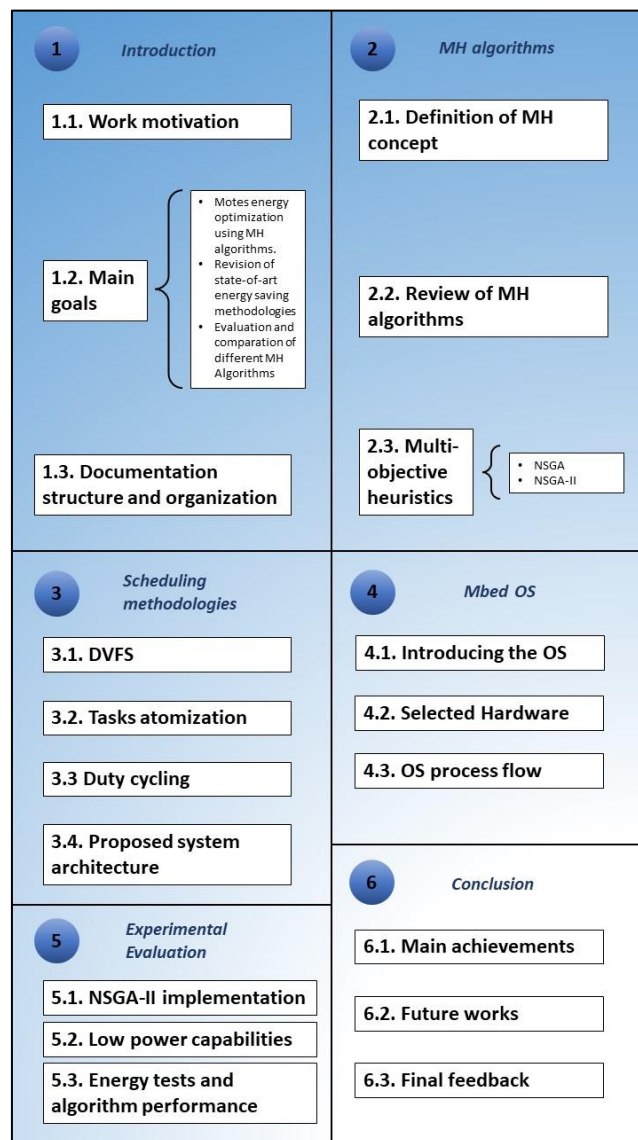 1
Introduction
1.1. Work motivation
1.2. Main
goals
• Motes energy
optimization
using MH
algorithms.
• Revision of
state-of-art
energy saving
methodologies
• Evaluation and
comparation of
different MH
Algorithms
1.3. Documentation
structure and organization
2
MH algorithms
2.1. Definition of MH
concept
2.2. Review of MH
algorithms
2.3. Multi-
objective
heuristics
• NSGA
• NSGA-II
3
Scheduling
methodologies
3.1. DVFS
3.2. Tasks atomization
3.3 Duty cycling
3.4. Proposed system
architecture
4
Mbed OS
4.1. Introducing the OS
4.2. Selected Hardware
4.3. OS process flow
5
Experimental
Evaluation
5.1. NSGA-II implementation
5.2. Low power capabilities
5.3. Energy tests and
algorithm performance
6
Conclusion
6.1. Main achievements
6.2. Future works
6.3. Final feedback